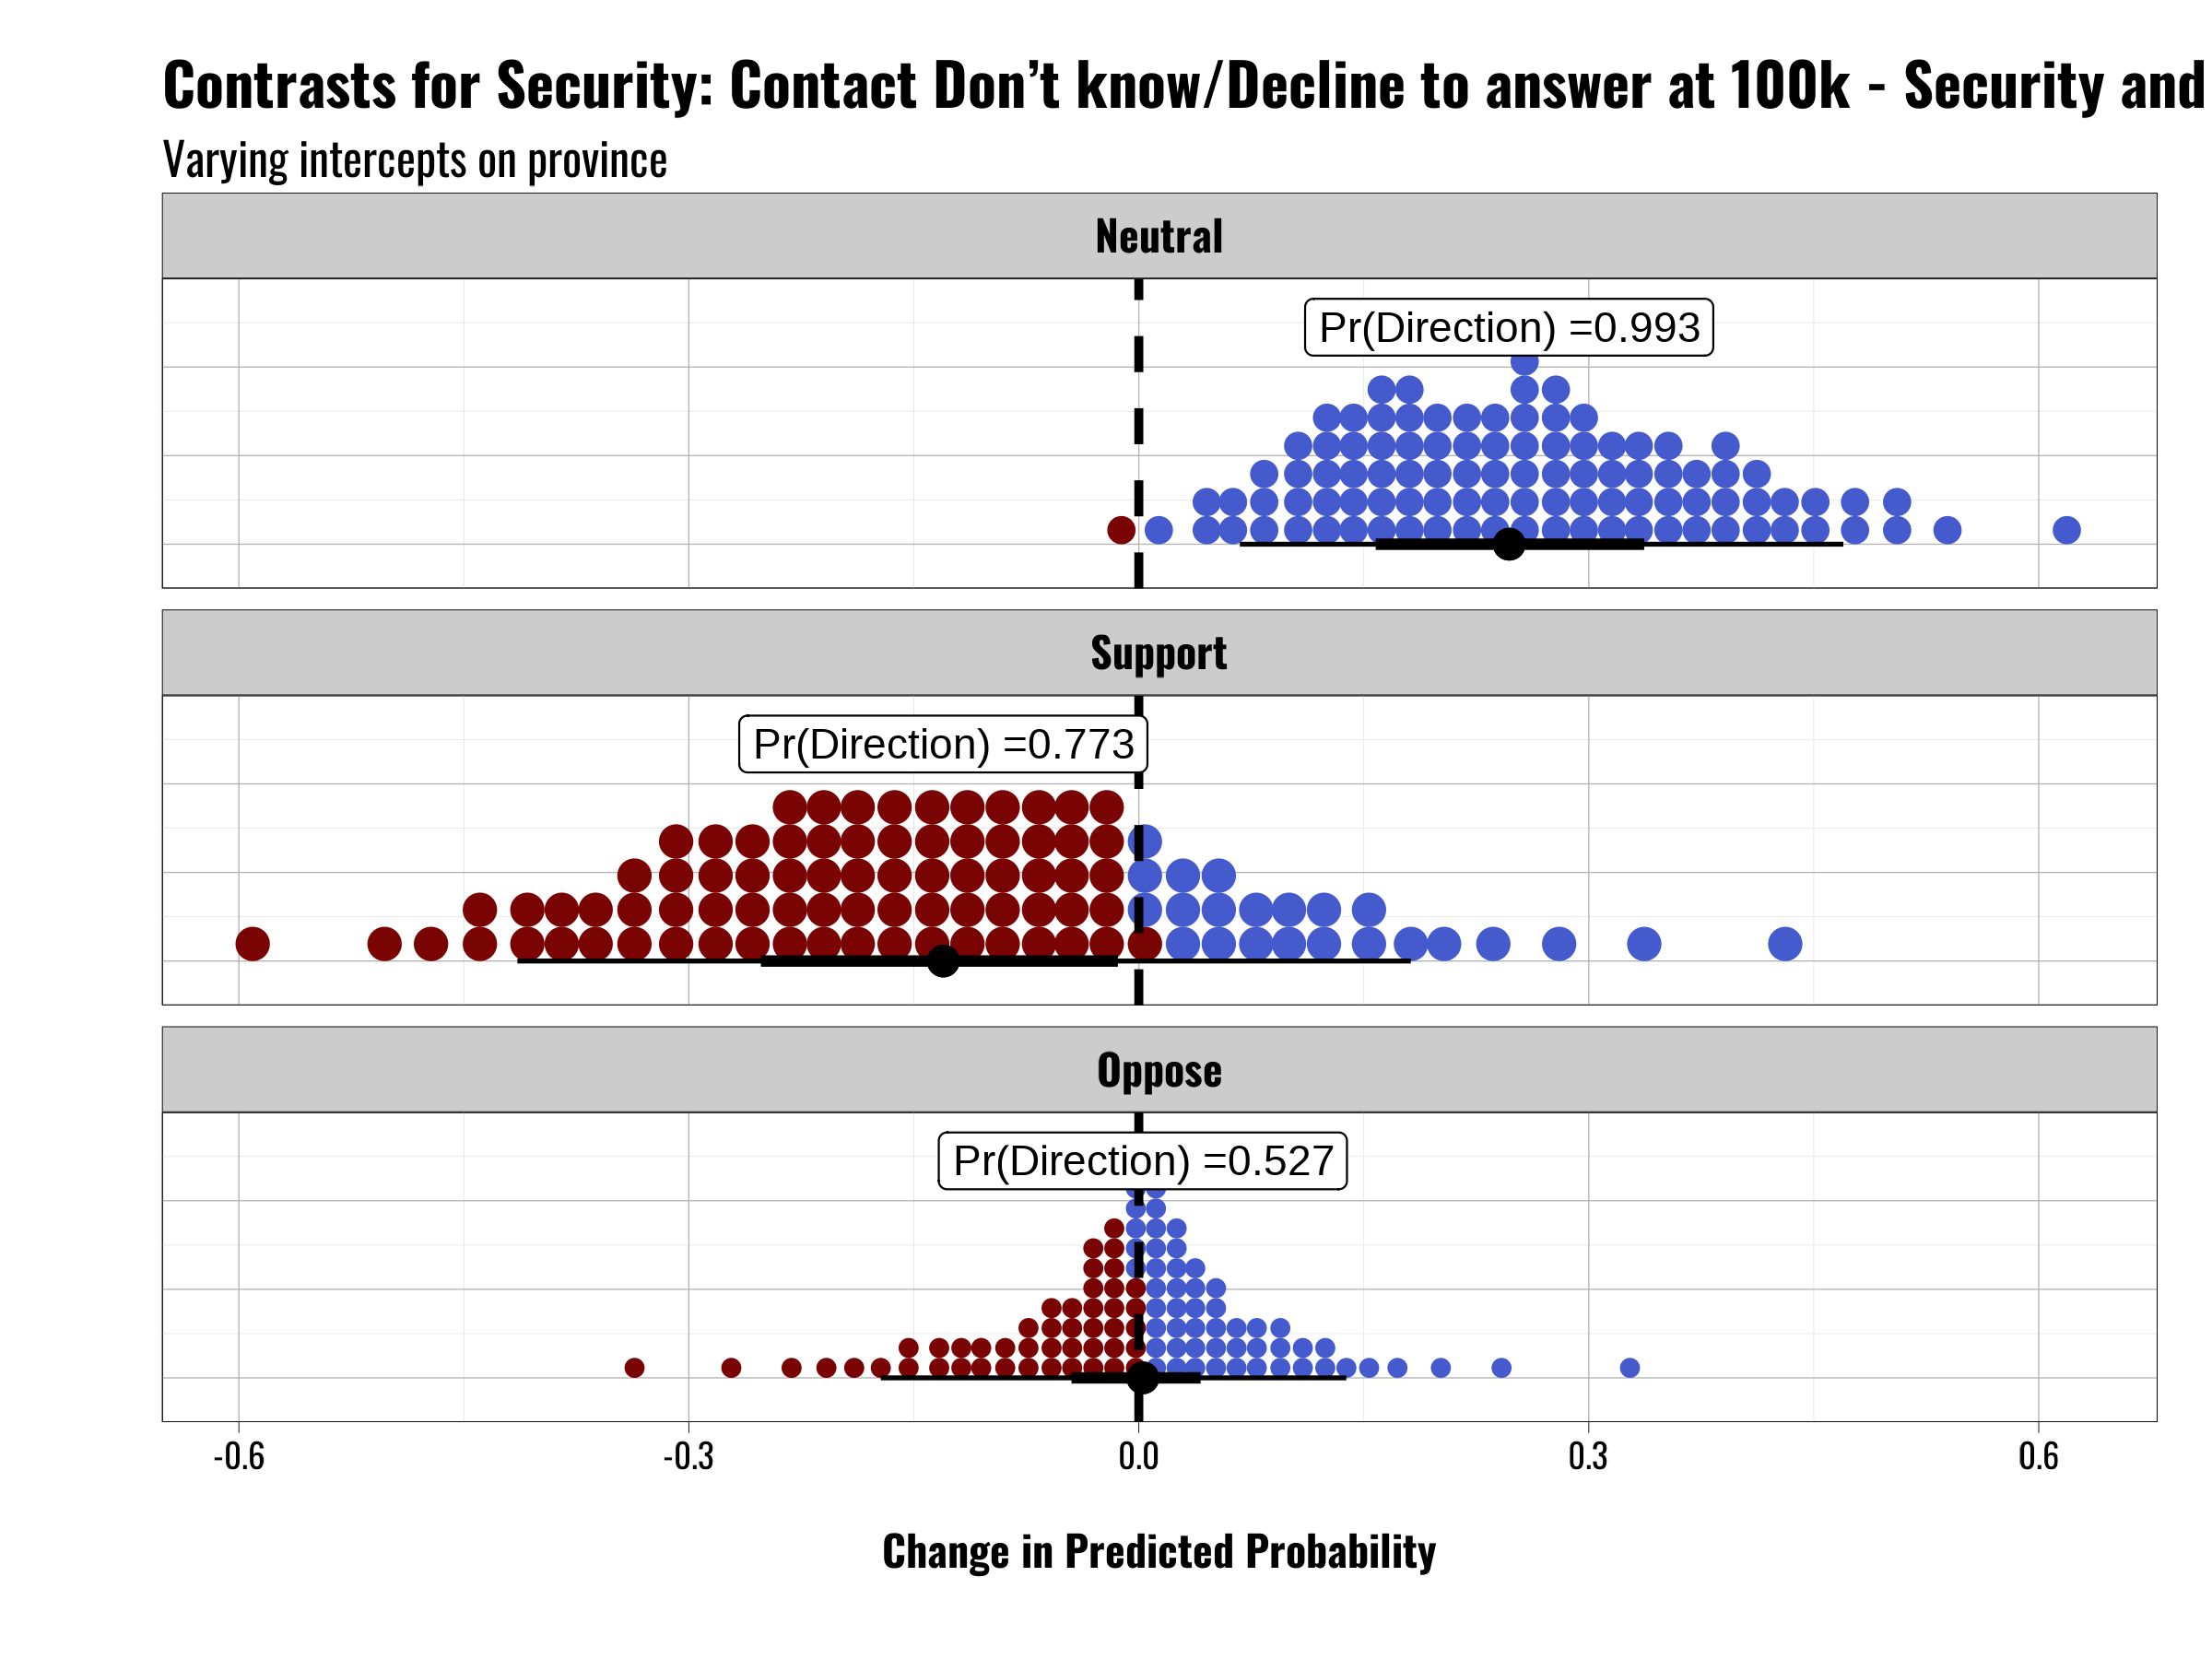 Contrasts for Security: Contact Don’t know/Decline to answer at 100k - Security and
Varying intercepts on province
Neutral
Pr(Direction) =0.993
Support
Pr(Direction) =0.773
Oppose
Pr(Direction) =0.527
-0.6 -0.3 0.0 0.3 0.6
Change in Predicted Probability